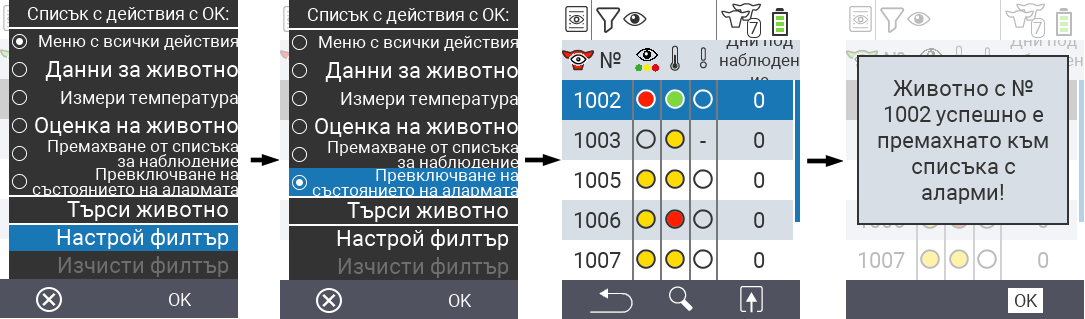 Списък с действия с OK:
Меню с всички действия
Данни за животно
Измери температура
Оценка на животно
Премахване от списъка
за наблюдение
Превключване на
състоянието на алармата
Търси животно
Настрой филтър
Изчисти филтър
OK
Списък с действия с OK:
Меню с всички действия
Данни за животно
Измери температура
Оценка на животно
Премахване от списъка
за наблюдение
Превключване на
състоянието на алармата
Търси животно
Настрой филтър
Изчисти филтър
OK
7
Дни под
№ наблюден
ие
1002 0
1003 - 0
1005 0
1006 0
1007 0
7
Дни под
Животно с №
1002 успешно е
премахнато към
списъка с
аларми!
1007 0
OK